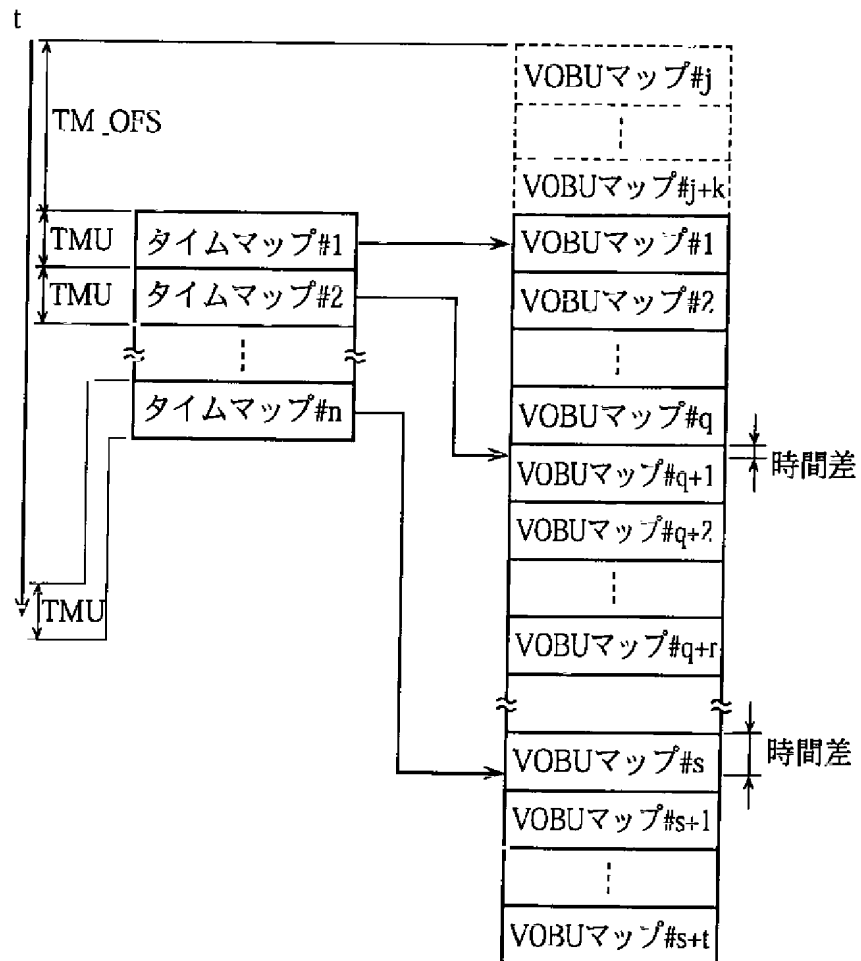 t
VOBUマップ#j
TM_OFS
VOBUマップ#j+k
TMU
タイムマップ#1
VOBUマップ#1
TMU
タイムマップ#2
VOBUマップ#2
タイムマップ#n
VOBUマップ#q
時間差
VOBUマップ#q+1
VOBUマップ#q+2
TMU
VOBUマップ#q+r
VOBUマップ#s
時間差
VOBUマップ#s+1
VOBUマップ#s+t